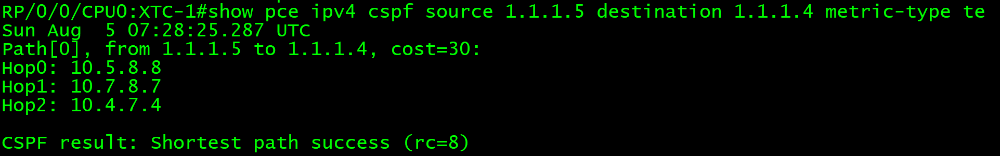 RP/0/0/CPU0:XTC-1#show pce ipv4 cspf source 1.1.1.5 destination 1.1.1.4 metric-type te
Sun Aug  5 07:28:25.287 UTC
Path[0], from 1.1.1.5 to 1.1.1.4, cost=30:
Hop0: 10.5.8.8
Hop1: 10.7.8.7
Hop2: 10.4.7.4

CSPF result: Shortest path success (rc=8)